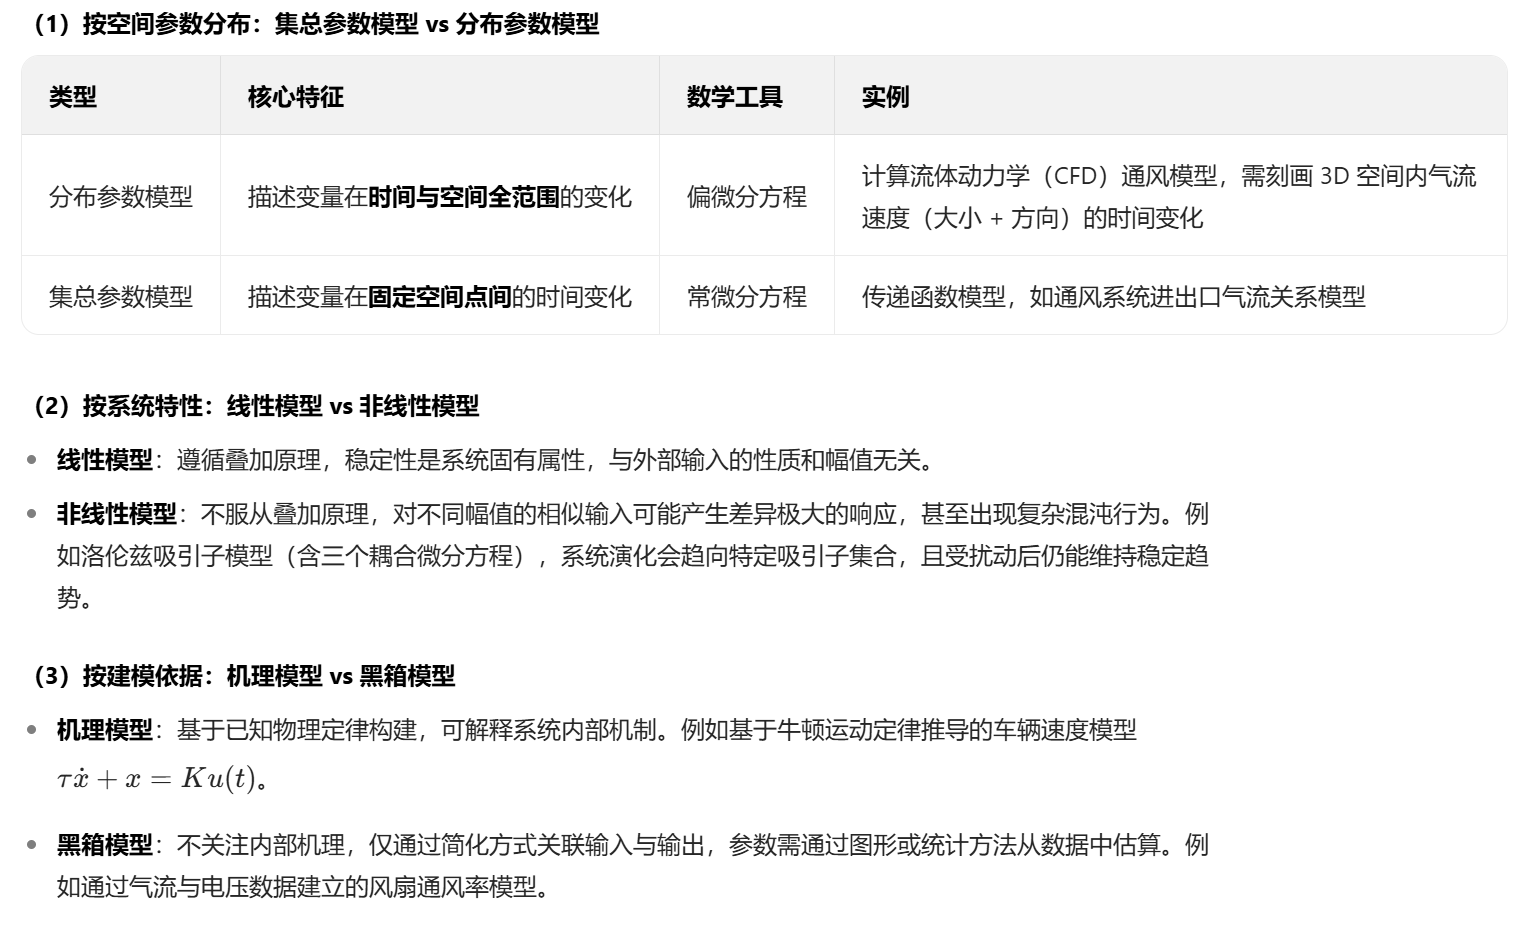 （1）按空间参数分布：集总参数模型 vs 分布参数模型
类型 核心特征 数学工具 实例
分布参数模型 描述变量在时间与空间全范围的变化 偏微分方程 计算流体动力学（CFD）通风模型，需刻画 3D 空间内气流
速度（大小 + 方向）的时间变化
集总参数模型 描述变量在固定空间点间的时间变化 常微分方程 传递函数模型，如通风系统进出口气流关系模型
（2）按系统特性：线性模型 vs 非线性模型
线性模型：遵循叠加原理，稳定性是系统固有属性，与外部输入的性质和幅值无关。
非线性模型：不服从叠加原理，对不同幅值的相似输入可能产生差异极大的响应，甚至出现复杂混沌行为。例
如洛伦兹吸引子模型（含三个耦合微分方程），系统演化会趋向特定吸引子集合，且受扰动后仍能维持稳定趋
势。
（3）按建模依据：机理模型 vs 黑箱模型
机理模型：基于已知物理定律构建，可解释系统内部机制。例如基于牛顿运动定律推导的车辆速度模型
τẋ + x = Ku(t)。
黑箱模型：不关注内部机理，仅通过简化方式关联输入与输出，参数需通过图形或统计方法从数据中估算。例
如通过气流与电压数据建立的风扇通风率模型。